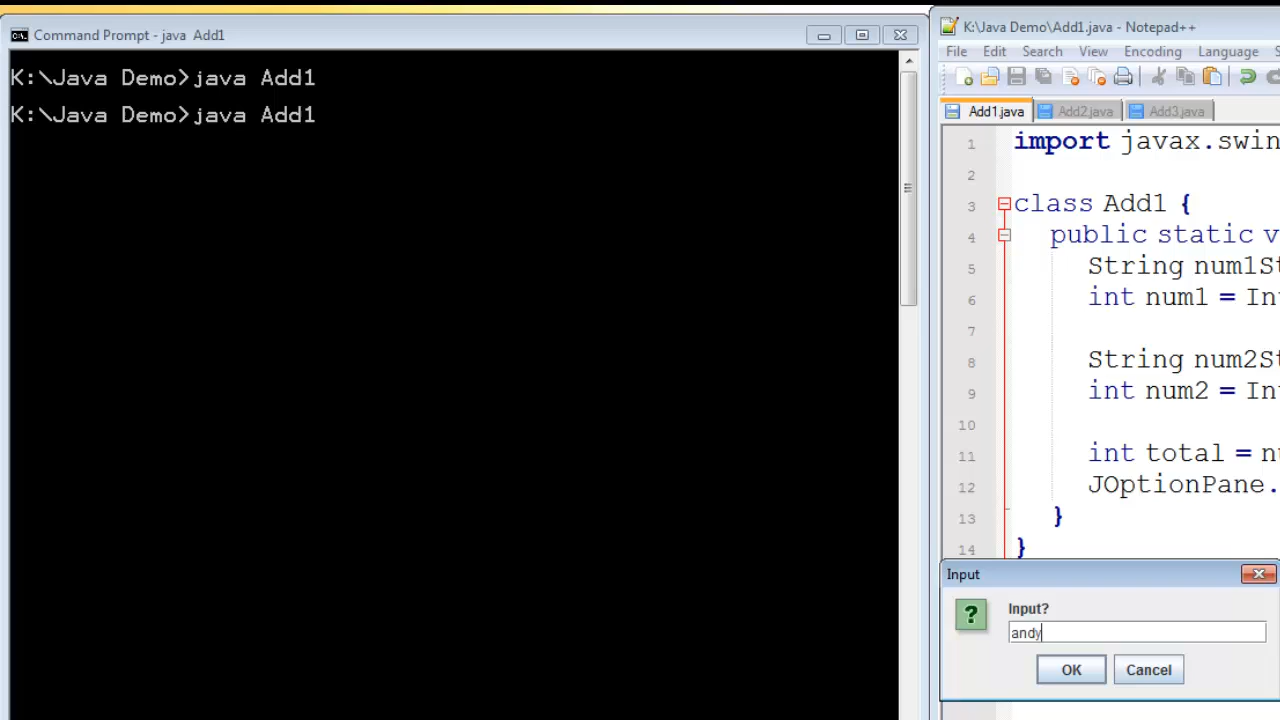 Command Prompt - java Add1
K:\Java Demo>java Add1
K:\Java Demo>java Add1
K:\Java Demo\Add1.java - Notepad++
File Edit Search View Encoding Language S
Add1.java Add2.java Add3.java
1 import javax.swin
2
3 class Add1 {
4 public static v
5 String num1St
6 int num1 = In
7
8 String num2St
9 int num2 = In
10
11 int total = nu
12 JOptionPane.
13 }
14 }
Input
Input?
andy
OK Cancel